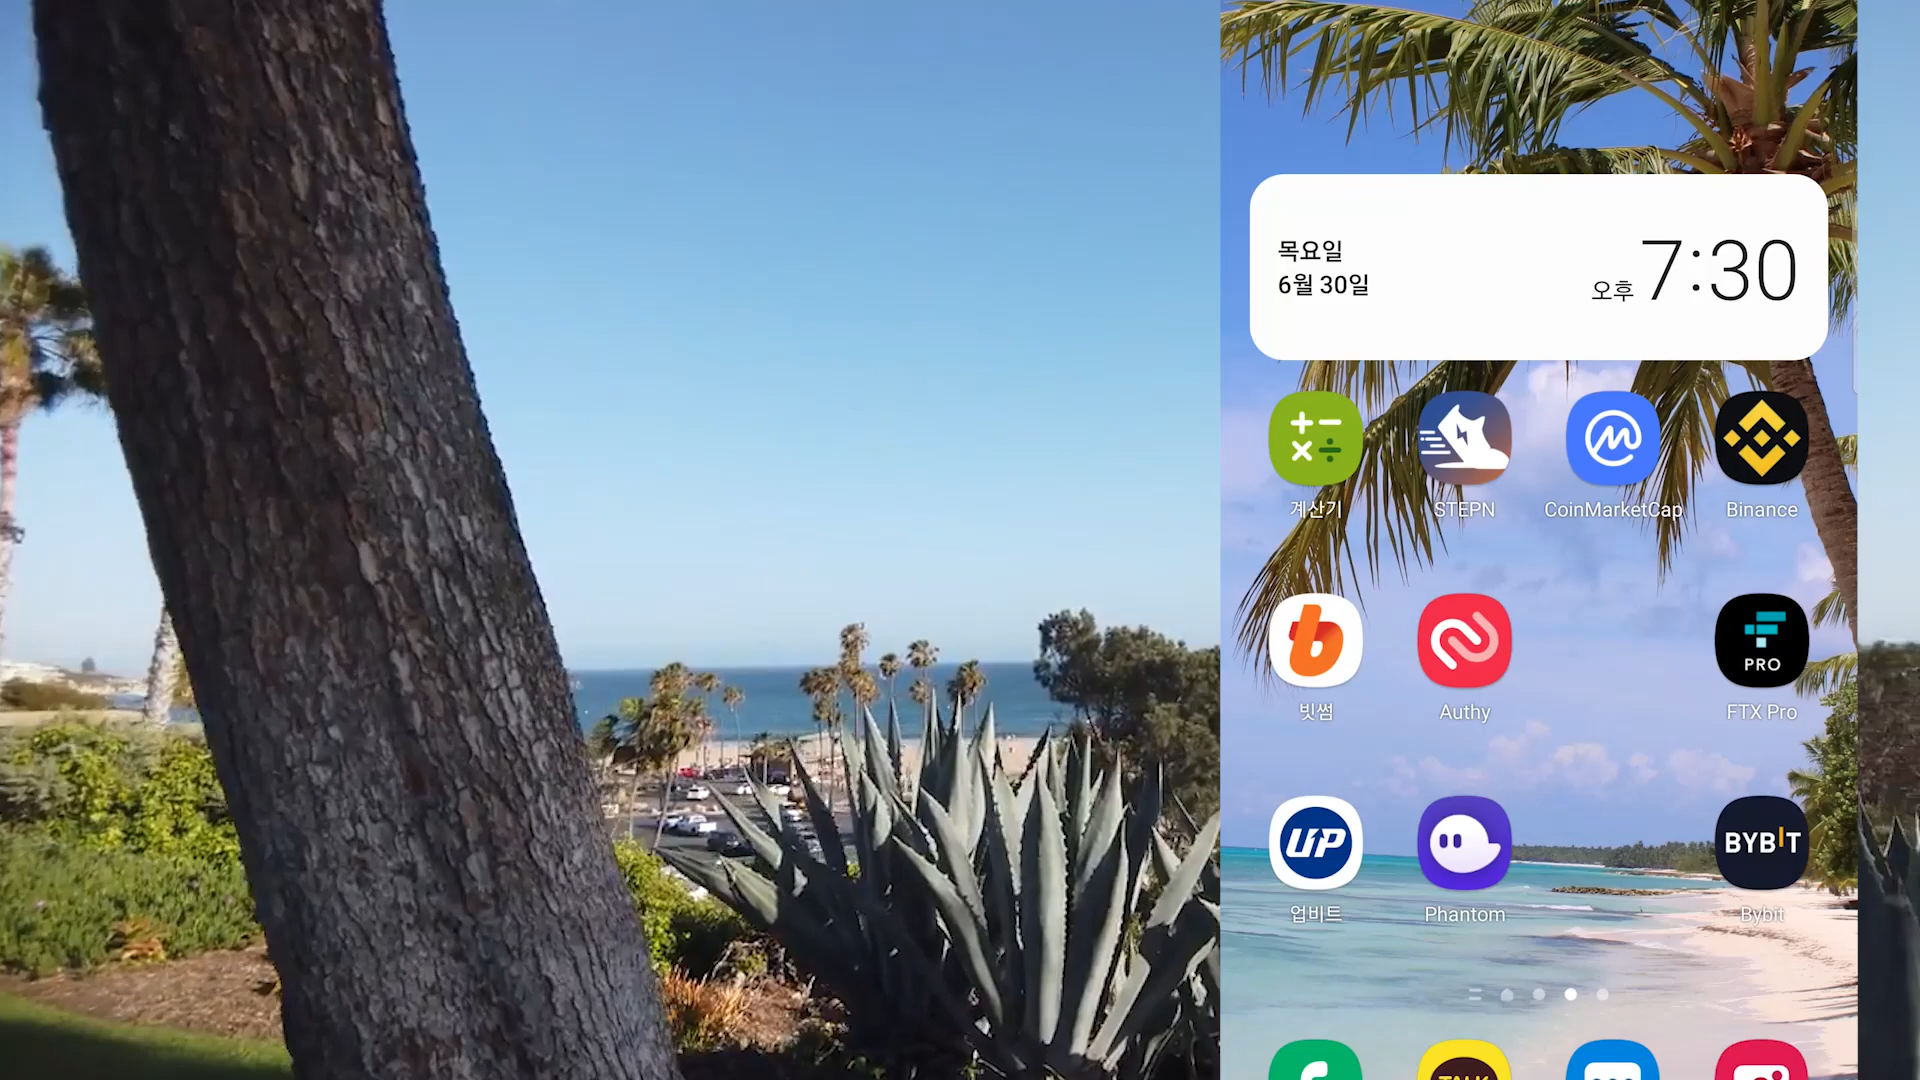 목요일
6월 30일
오후 7:30
계산기
STEPN
CoinMarketCap
Binance
빗썸
Authy
PRO
FTX Pro
UP
업비트
Phantom
BYBIT
Bybit
TALK